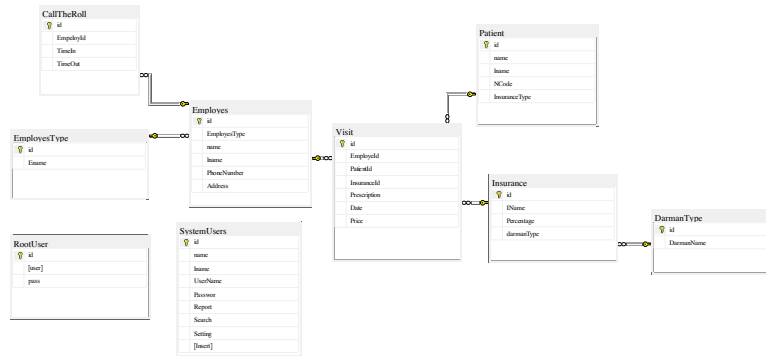 CallTheRoll
id
EmpeloyId
TimeIn
TimeOut
Patient
id
name
lname
NCode
InsuranceType
Employes
id
EmployesType
name
lname
PhoneNumber
Address
EmployesType
id
Ename
Visit
id
EmployeId
PatientId
InsuranceId
Prescription
Date
Price
Insurance
id
IName
Percentage
darmanType
DarmanType
id
DarmanName
RootUser
id
[user]
pass
SystemUsers
id
name
lname
UserName
Passwor
Report
Search
Setting
[Insert]